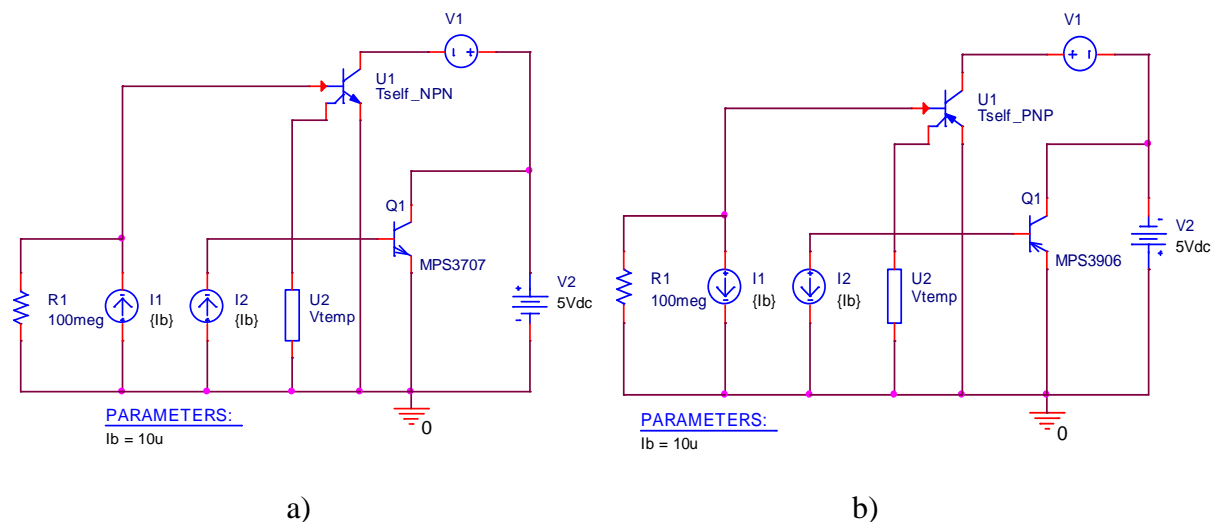 V1
U1
Tself_NPN
Q1
MPS3707
V2
5Vdc
R1
100meg
I1
{Ib}
I2
{Ib}
U2
Vtemp
0
PARAMETERS:
Ib = 10u
a)
V1
U1
Tself_PNP
Q1
MPS3906
V2
5Vdc
R1
100meg
I1
{Ib}
I2
{Ib}
U2
Vtemp
0
PARAMETERS:
Ib = 10u
b)